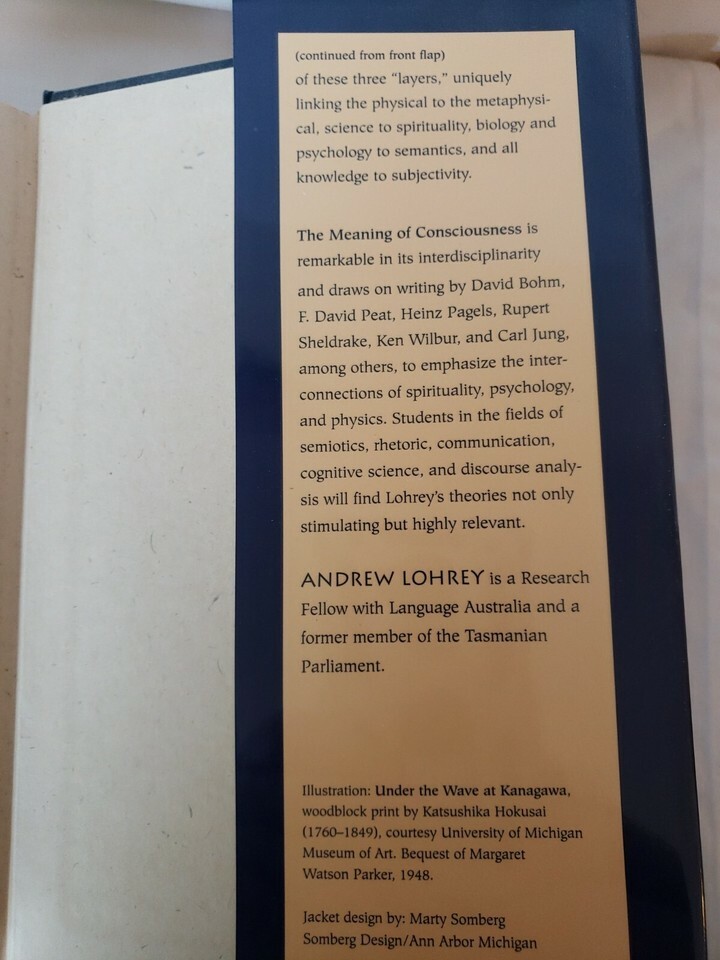 (continued from front flap)
of these three “layers,” uniquely
linking the physical to the metaphysi-
cal, science to spirituality, biology and
psychology to semantics, and all
knowledge to subjectivity.
The Meaning of Consciousness is
remarkable in its interdisciplinarity
and draws on writing by David Bohm,
F. David Peat, Heinz Pagels, Rupert
Sheldrake, Ken Wilbur, and Carl Jung,
among others, to emphasize the inter-
connections of spirituality, psychology,
and physics. Students in the fields of
semiotics, rhetoric, communication,
cognitive science, and discourse analy-
sis will find Lohrey’s theories not only
stimulating but highly relevant.
ANDREW LOHREY is a Research
Fellow with Language Australia and a
former member of the Tasmanian
Parliament.
Illustration: Under the Wave at Kanagawa,
woodblock print by Katsushika Hokusai
(1760–1849), courtesy University of Michigan
Museum of Art. Bequest of Margaret
Watson Parker, 1948.
Jacket design by: Marty Somberg
Somberg Design/Ann Arbor Michigan